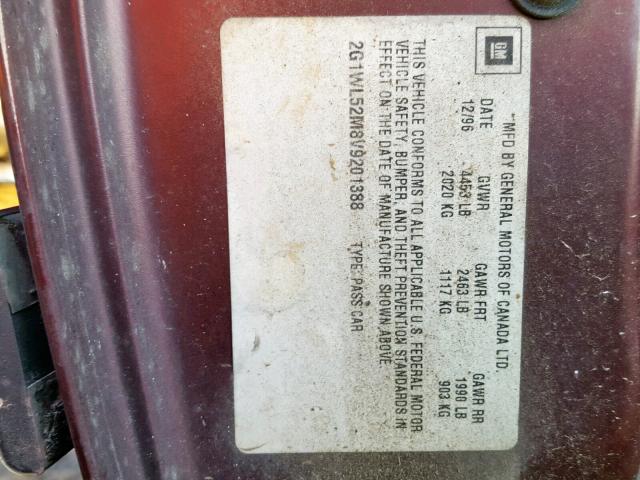 GM
"MFD BY GENERAL MOTORS OF CANADA LTD.
DATE GVWR GAWR FRT GAWR RR
12/96 4453 LB 2463 LB 1990 LB
2020 KG 1117 KG 903 KG
THIS VEHICLE CONFORMS TO ALL APPLICABLE U.S. FEDERAL MOTOR
VEHICLE SAFETY, BUMPER, AND THEFT PREVENTION STANDARDS IN
EFFECT ON THE DATE OF MANUFACTURE SHOWN ABOVE
2G1WL52M8V9201388 TYPE: PASS CAR